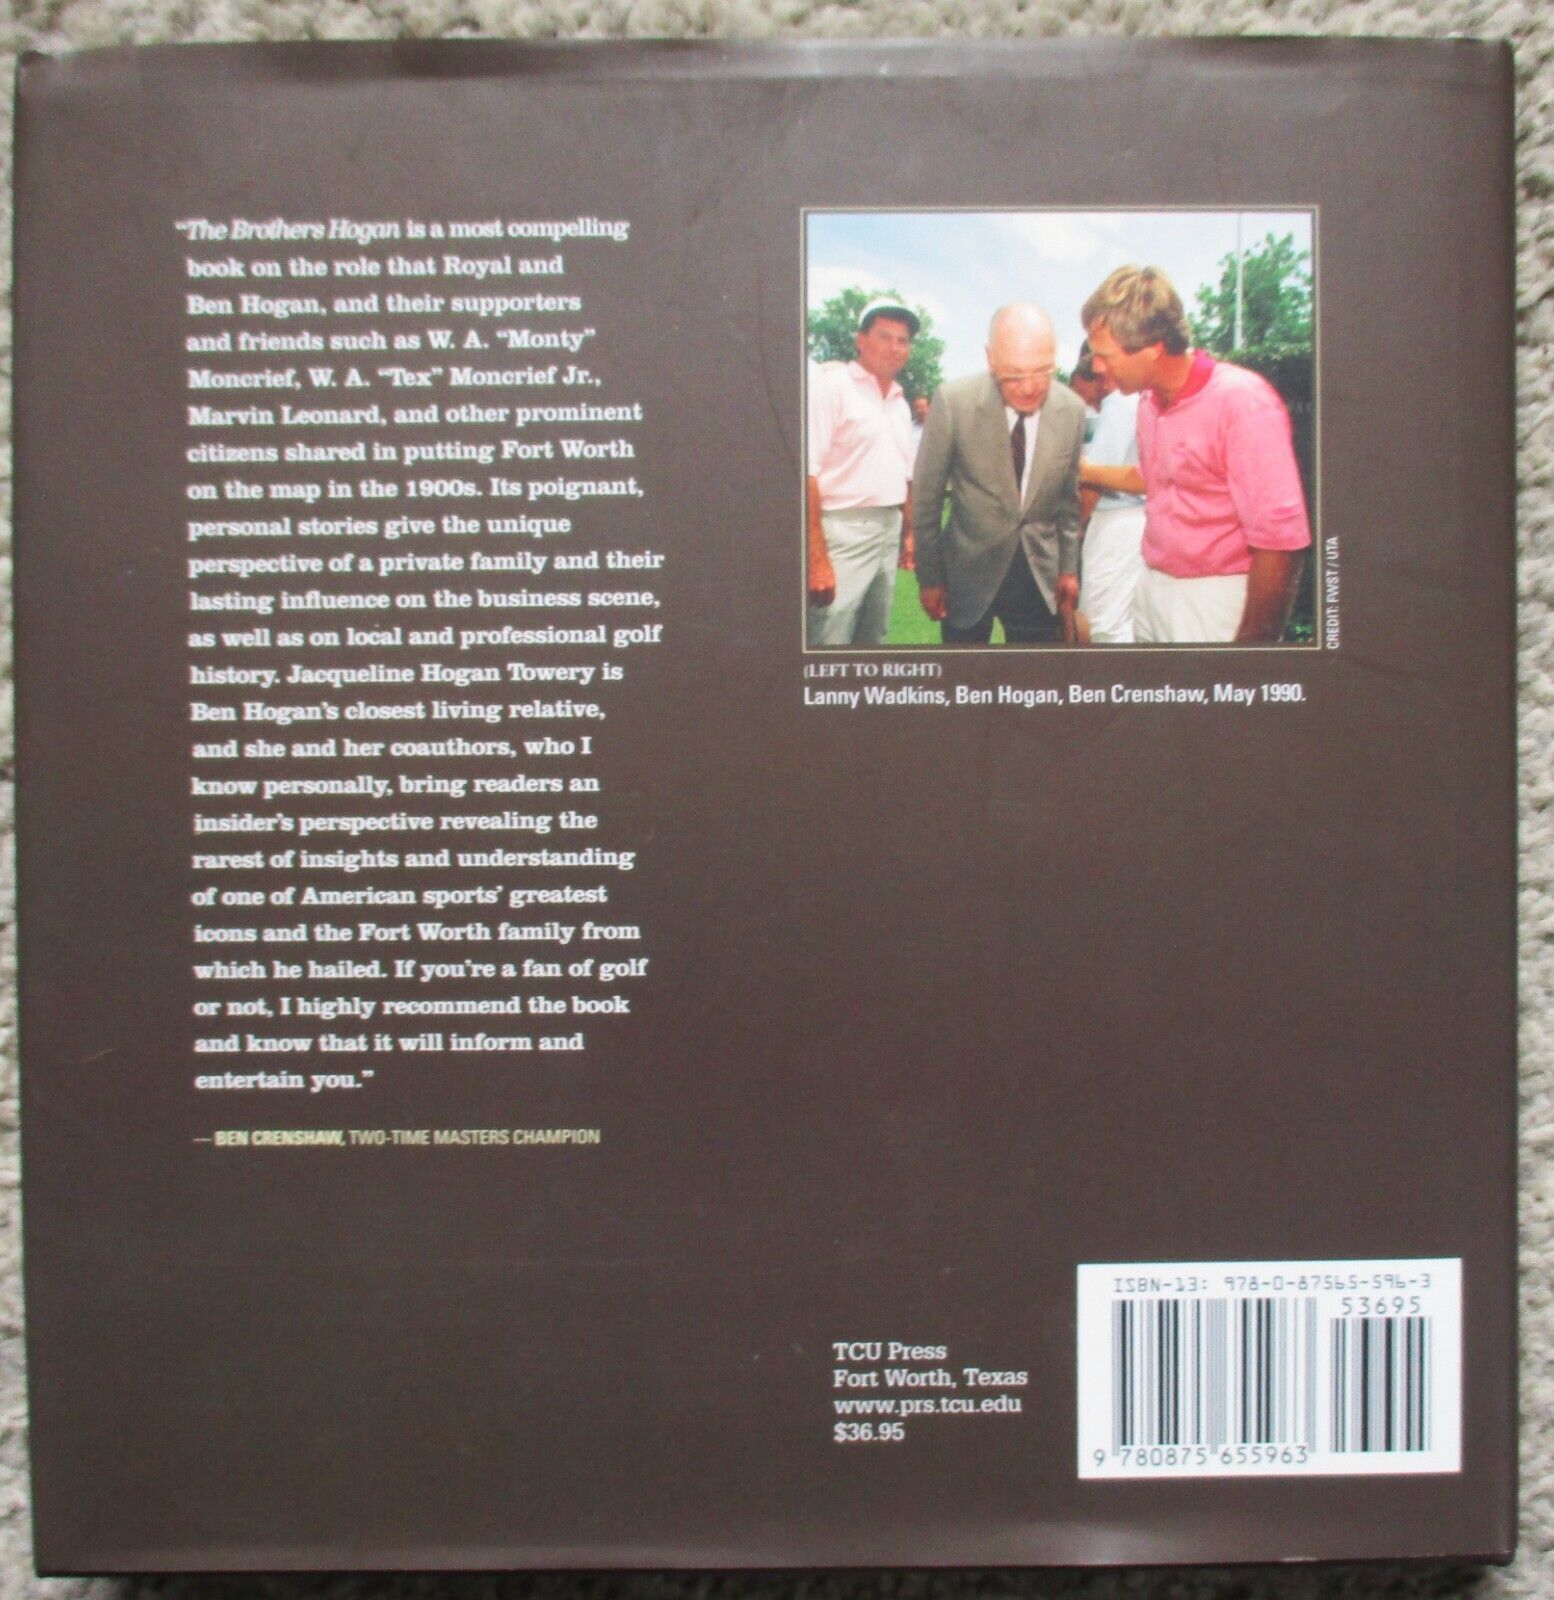 “The Brothers Hogan is a most compelling
book on the role that Royal and
Ben Hogan, and their supporters
and friends such as W. A. “Monty”
Moncrief, W. A. “Tex” Moncrief Jr.,
Marvin Leonard, and other prominent
citizens shared in putting Fort Worth
on the map in the 1900s. Its poignant,
personal stories give the unique
perspective of a private family and their
lasting influence on the business scene,
as well as on local and professional golf
history. Jacqueline Hogan Towery is
Ben Hogan’s closest living relative,
and she and her coauthors, who I
know personally, bring readers an
insider’s perspective revealing the
rarest of insights and understanding
of one of American sports’ greatest
icons and the Fort Worth family from
which he hailed. If you’re a fan of golf
or not, I highly recommend the book
and know that it will inform and
entertain you.”
— BEN CRENSHAW, TWO-TIME MASTERS CHAMPION
CREDIT: FWST / UTA
(LEFT TO RIGHT)
Lanny Wadkins, Ben Hogan, Ben Crenshaw, May 1990.
TCU Press
Fort Worth, Texas
www.prs.tcu.edu
$36.95
ISBN-13: 978-0-87565-596-3
53695
9 780875 655963